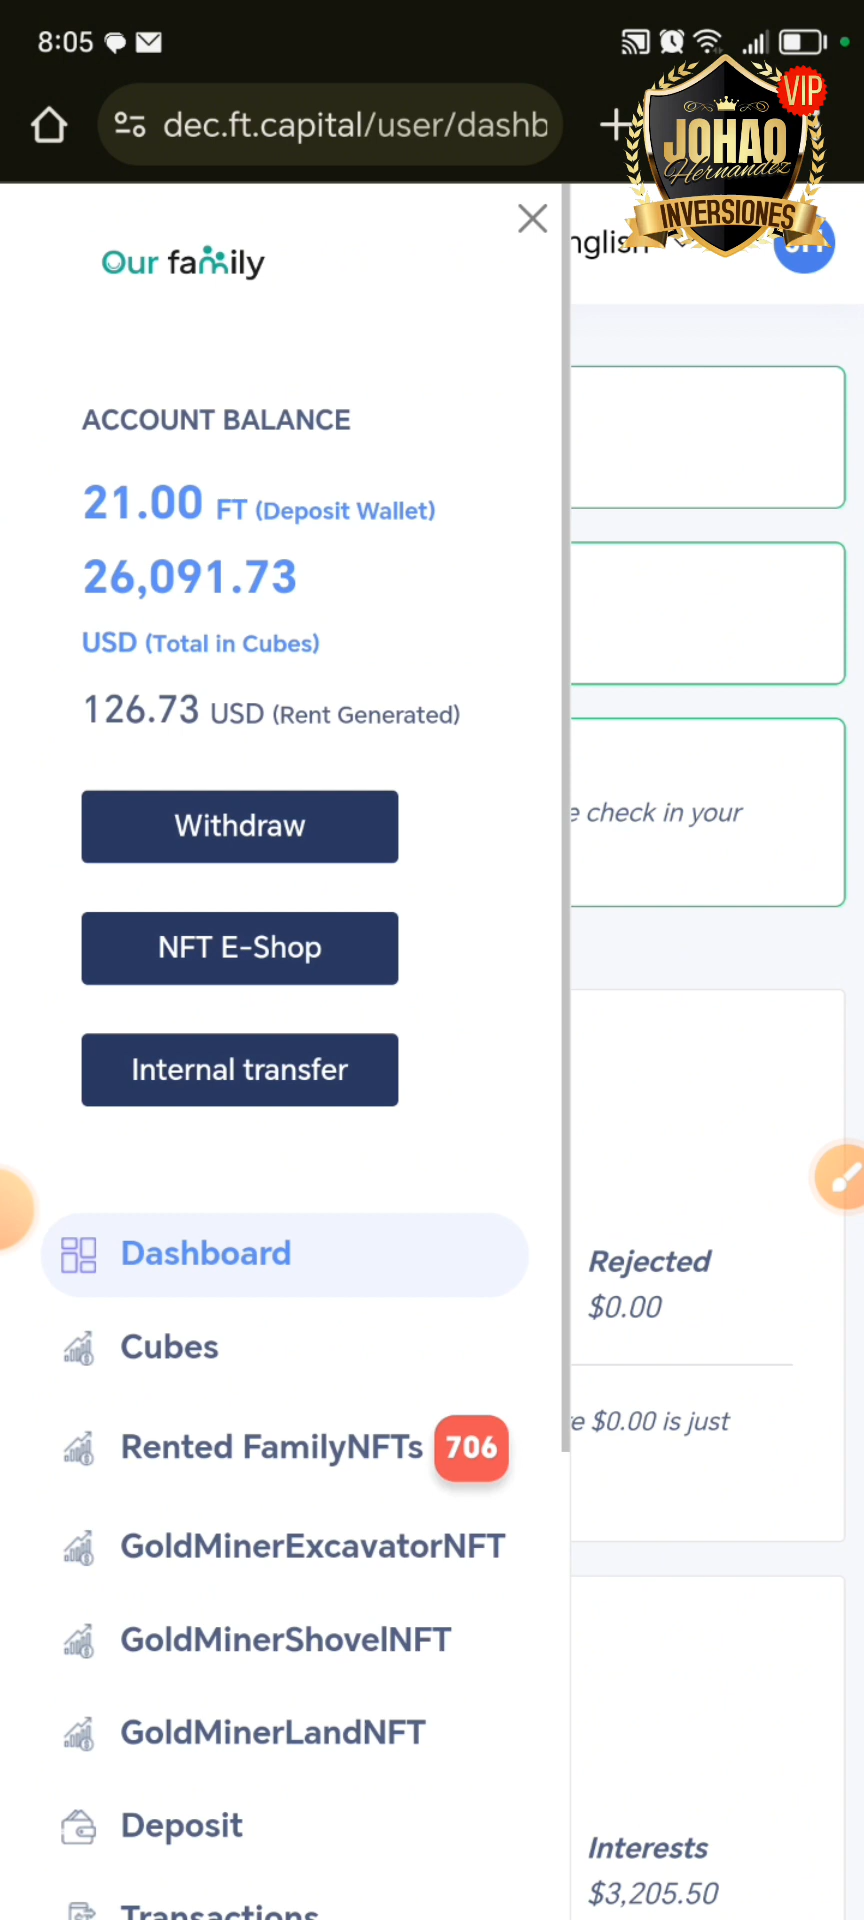 8:05
dec.ft.capital/user/dashb
VIP
JOHAO
Hernandez
INVERSIONES
Our family
ACCOUNT BALANCE
21.00 FT (Deposit Wallet)
26,091.73
USD (Total in Cubes)
126.73 USD (Rent Generated)
e check in your
Withdraw
NFT E-Shop
Internal transfer
Dashboard
Rejected
$0.00
Cubes
e $0.00 is just
Rented FamilyNFTs 706
GoldMinerExcavatorNFT
GoldMinerShovelNFT
GoldMinerLandNFT
Deposit
Interests
$3,205.50
Transactions